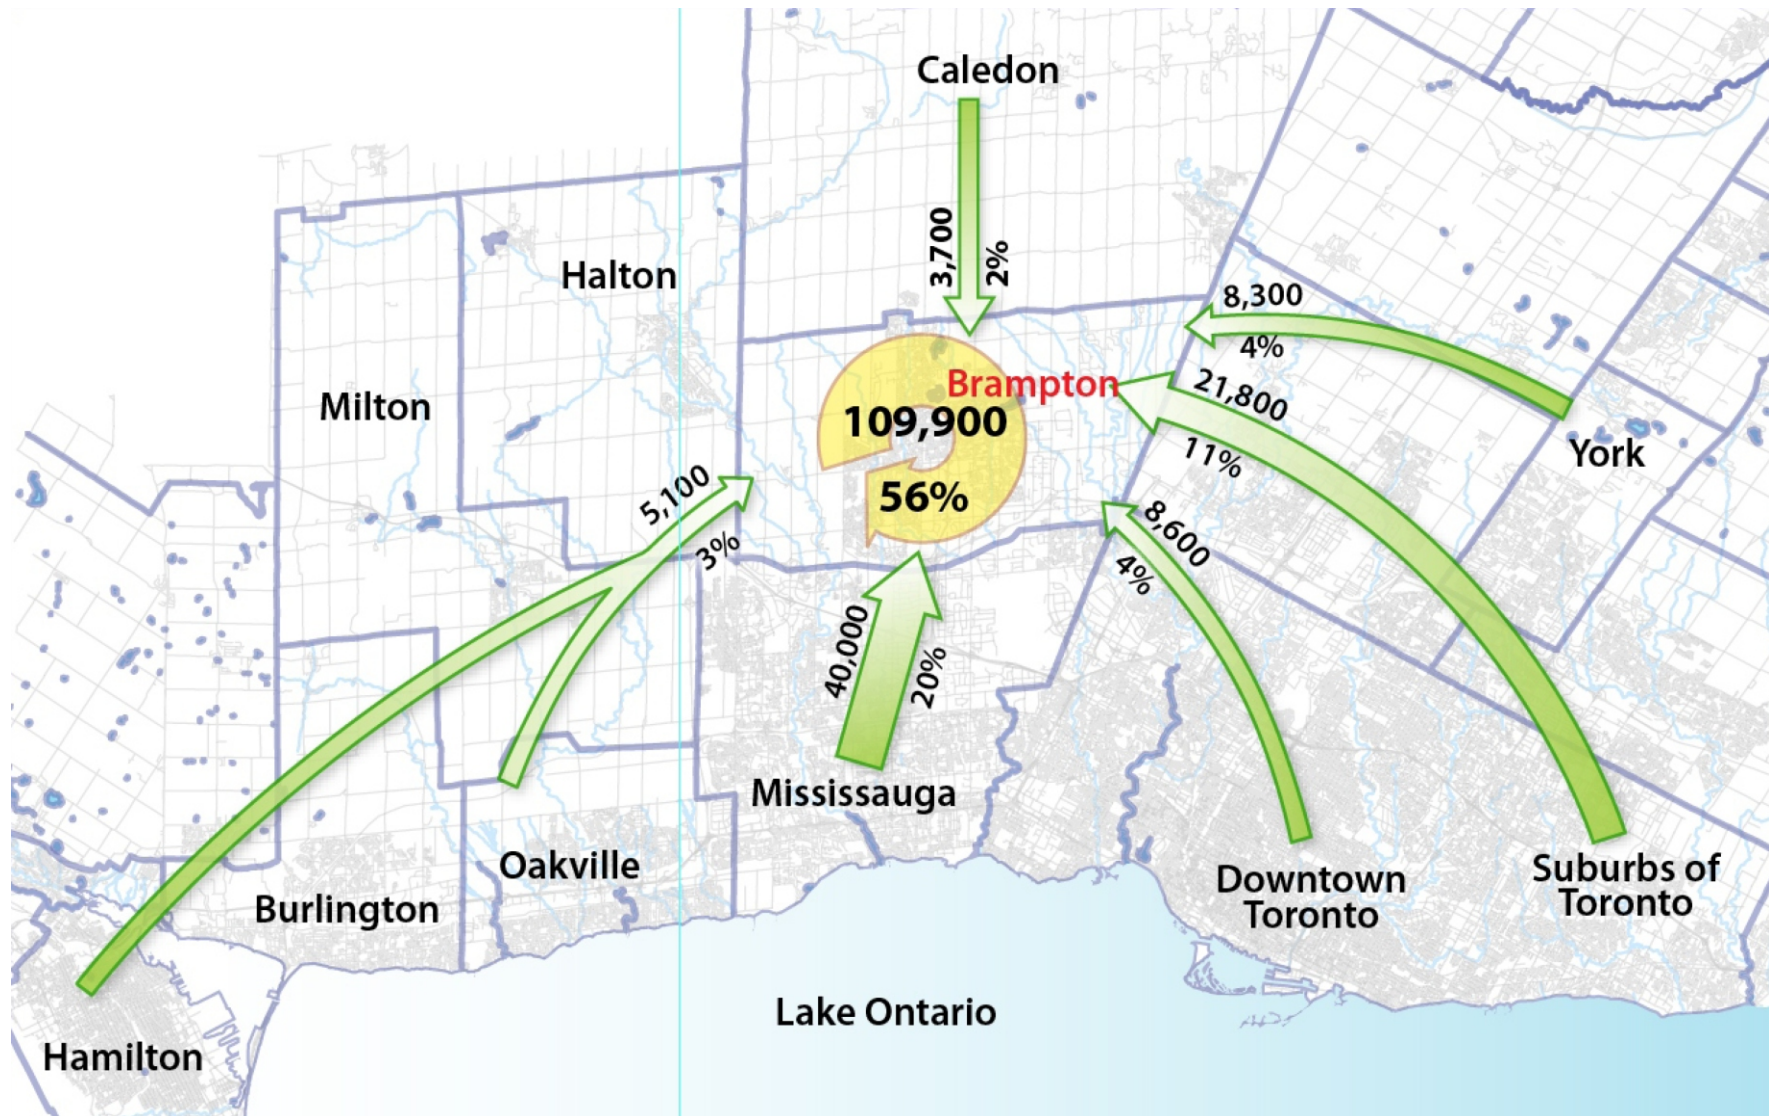 Caledon
3,700
2%
Halton
8,300
4%
Milton
Brampton
21,800
109,900
11%
York
5,100
56%
3%
8,600
4%
40,000
20%
Mississauga
Oakville
Burlington
Downtown
Toronto
Suburbs of
Toronto
Lake Ontario
Hamilton